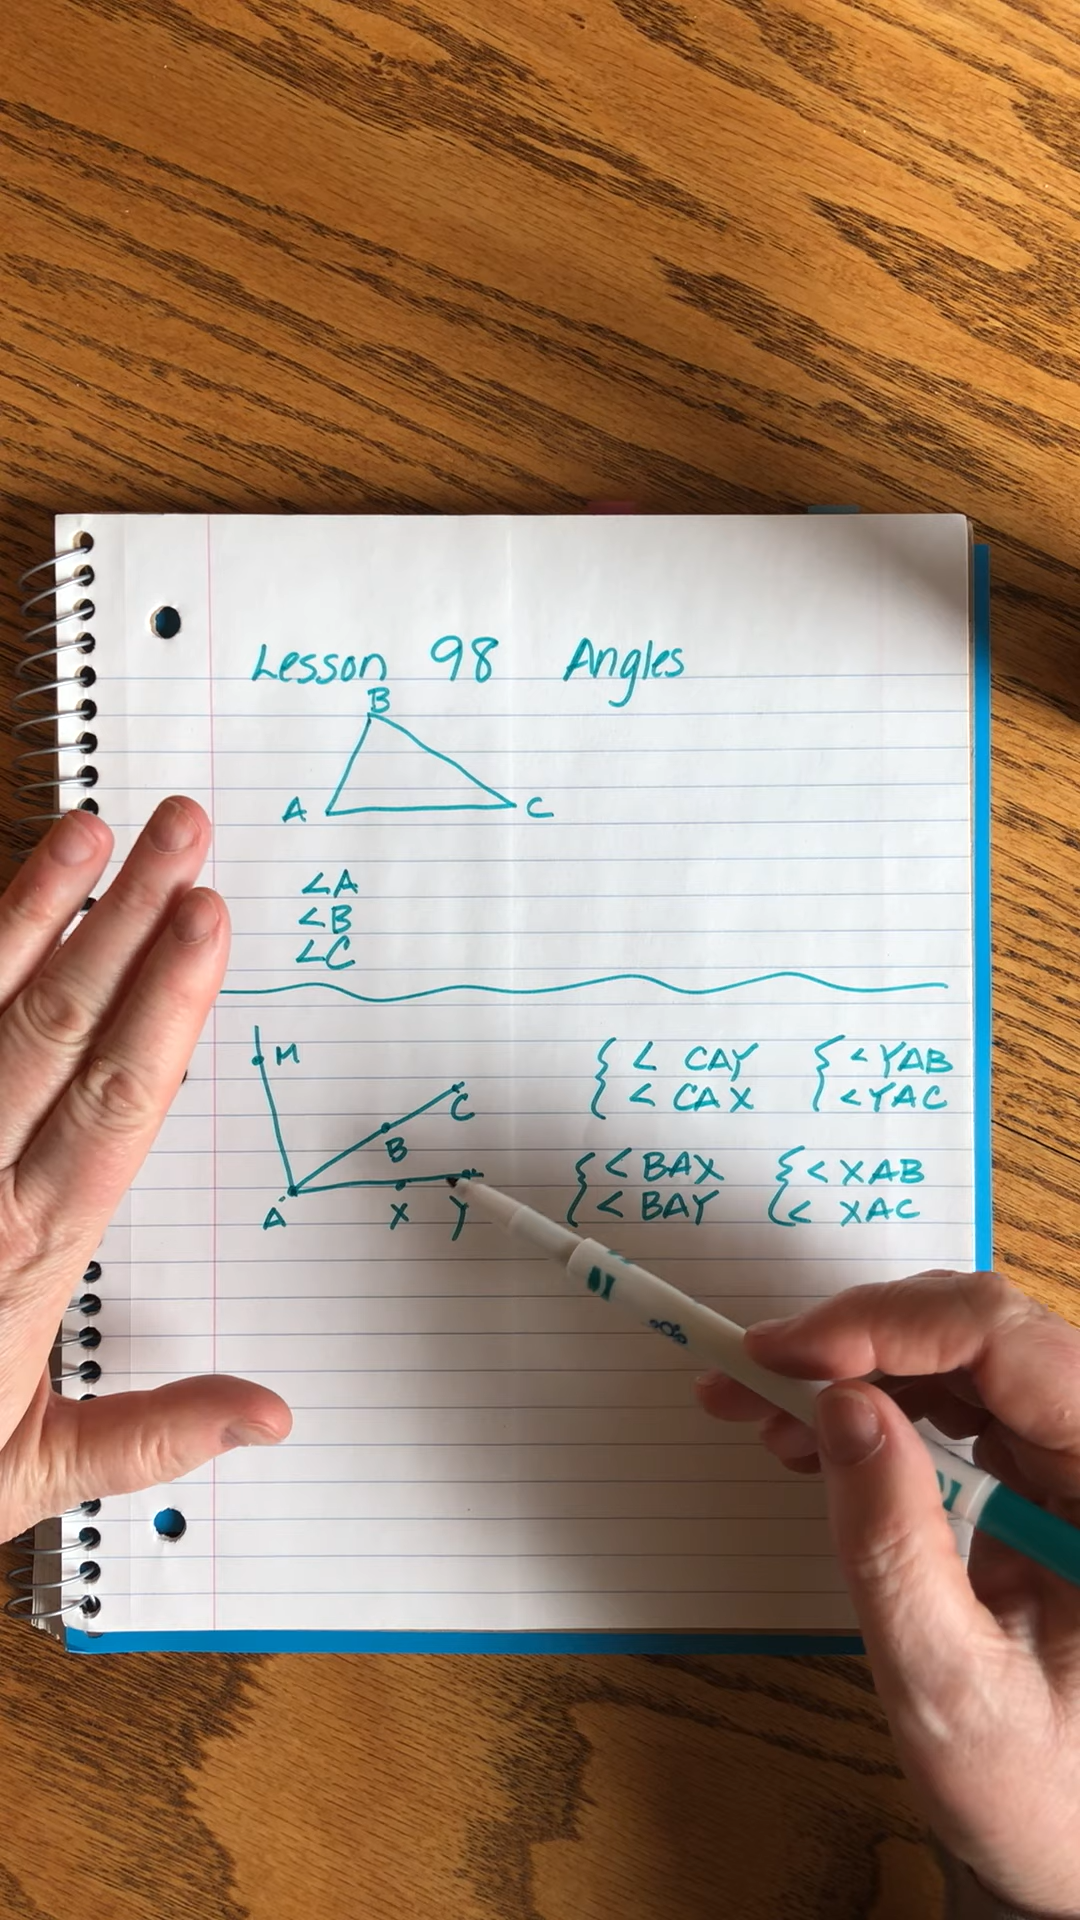 Lesson 98 Angles
B
A C
<A
<B
<C
M
C
B
A X Y
{ < CAY { < YAB
< CAX < YAC
{ < BAX { < XAB
< BAY < XAC